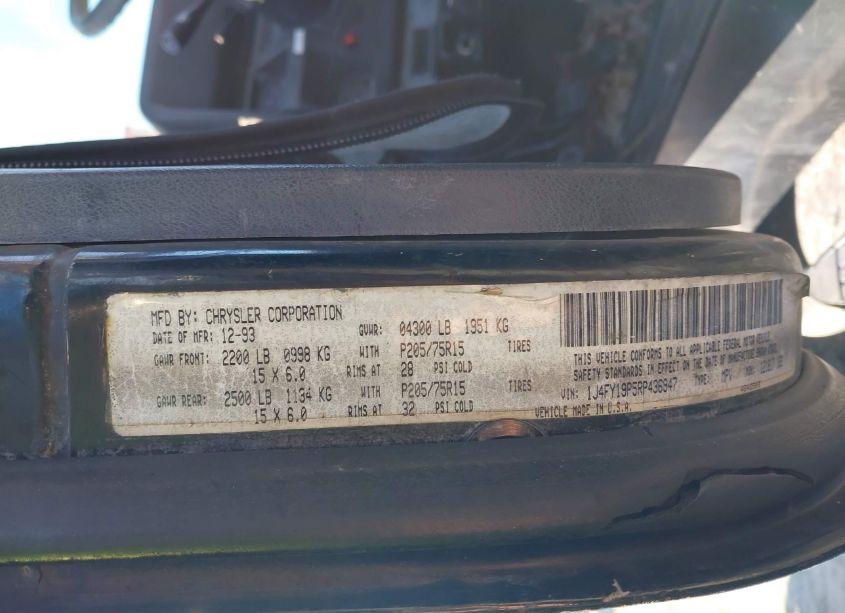 MFD BY: CHRYSLER CORPORATION
DATE OF MFR: 12-93 GVWR: 04300 LB 1951 KG
GAWR FRONT: 2200 LB 0998 KG WITH P205/75R15 TIRES
15 X 6.0 RIMS AT 28 PSI COLD
GAWR REAR: 2500 LB 1134 KG WITH P205/75R15 TIRES
15 X 6.0 RIMS AT 32 PSI COLD
THIS VEHICLE CONFORMS TO ALL APPLICABLE FEDERAL MOTOR VEHICLE
SAFETY STANDARDS IN EFFECT ON THE DATE OF MANUFACTURE SHOWN ABOVE.
VIN: 1J4FY19P5RP436947 TYPE: MPV
VEHICLE MADE IN U.S.A.